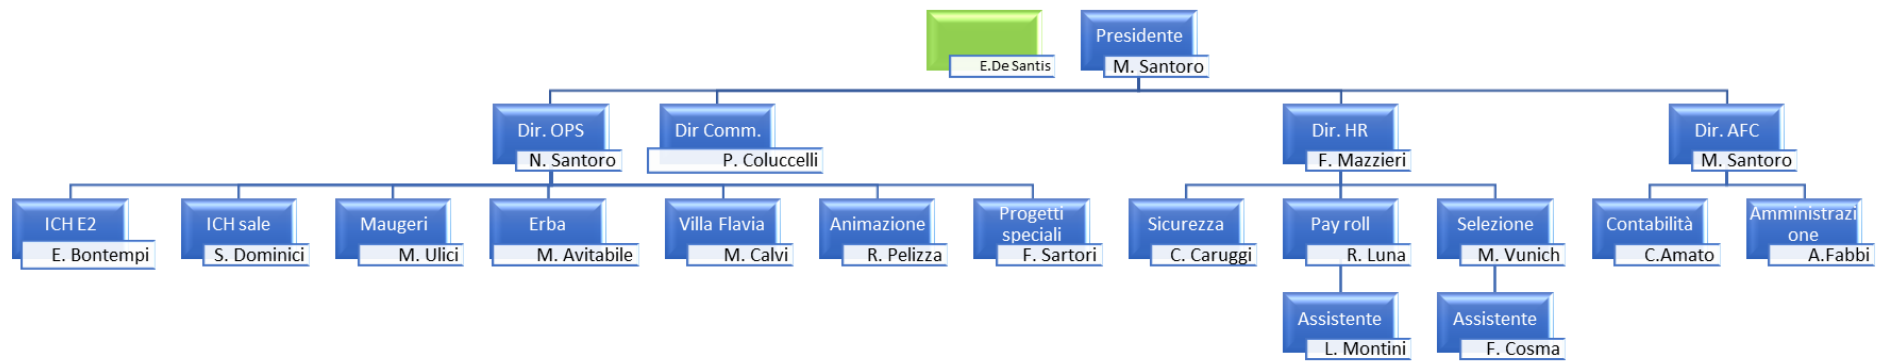 Presidente
E.De Santis
M. Santoro
Dir. OPS
N. Santoro
Dir Comm.
P. Coluccelli
Dir. HR
F. Mazzieri
Dir. AFC
M. Santoro
ICH E2
E. Bontempi
ICH sale
S. Dominici
Maugeri
M. Ulici
Erba
M. Avitabile
Villa Flavia
M. Calvi
Animazione
R. Pelizza
Progetti
speciali
F. Sartori
Sicurezza
C. Caruggi
Pay roll
R. Luna
Selezione
M. Vunich
Contabilità
C.Amato
Amministrazi
one
A.Fabbi
Assistente
L. Montini
Assistente
F. Cosma